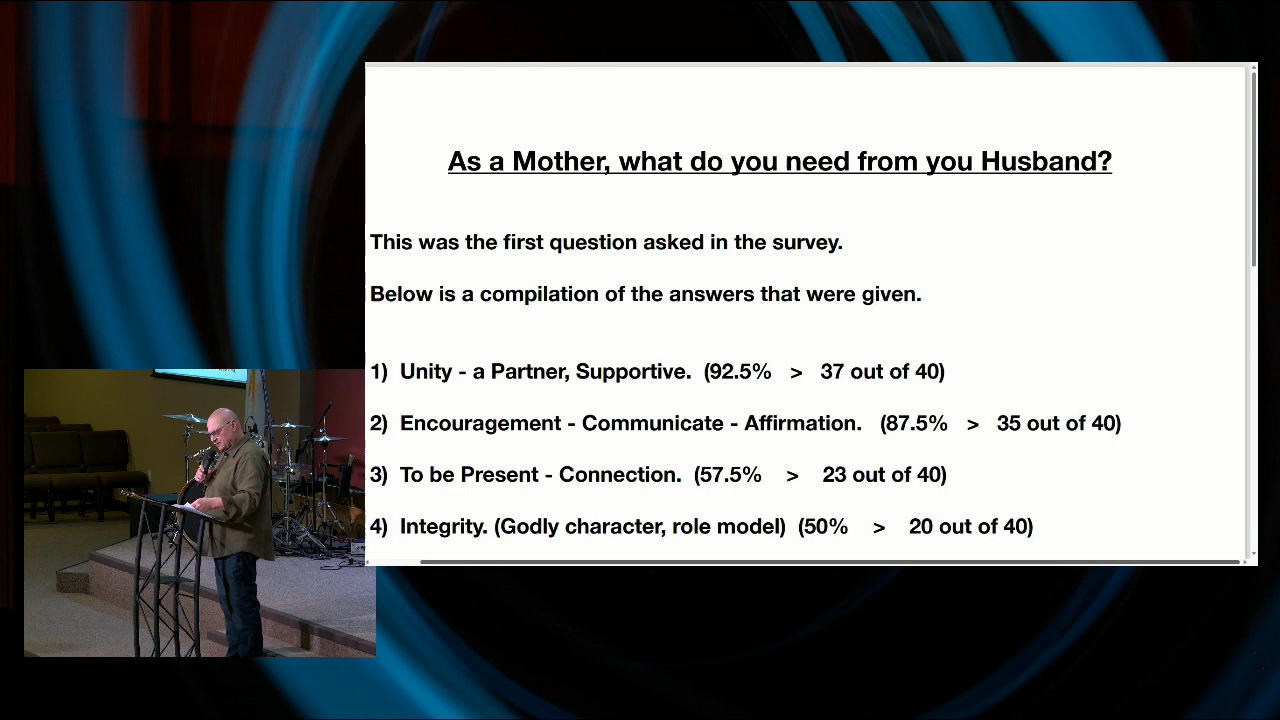 As a Mother, what do you need from you Husband?
This was the first question asked in the survey.
Below is a compilation of the answers that were given.
1) Unity - a Partner, Supportive. (92.5% > 37 out of 40)
2) Encouragement - Communicate - Affirmation. (87.5% > 35 out of 40)
3) To be Present - Connection. (57.5% > 23 out of 40)
4) Integrity. (Godly character, role model) (50% > 20 out of 40)